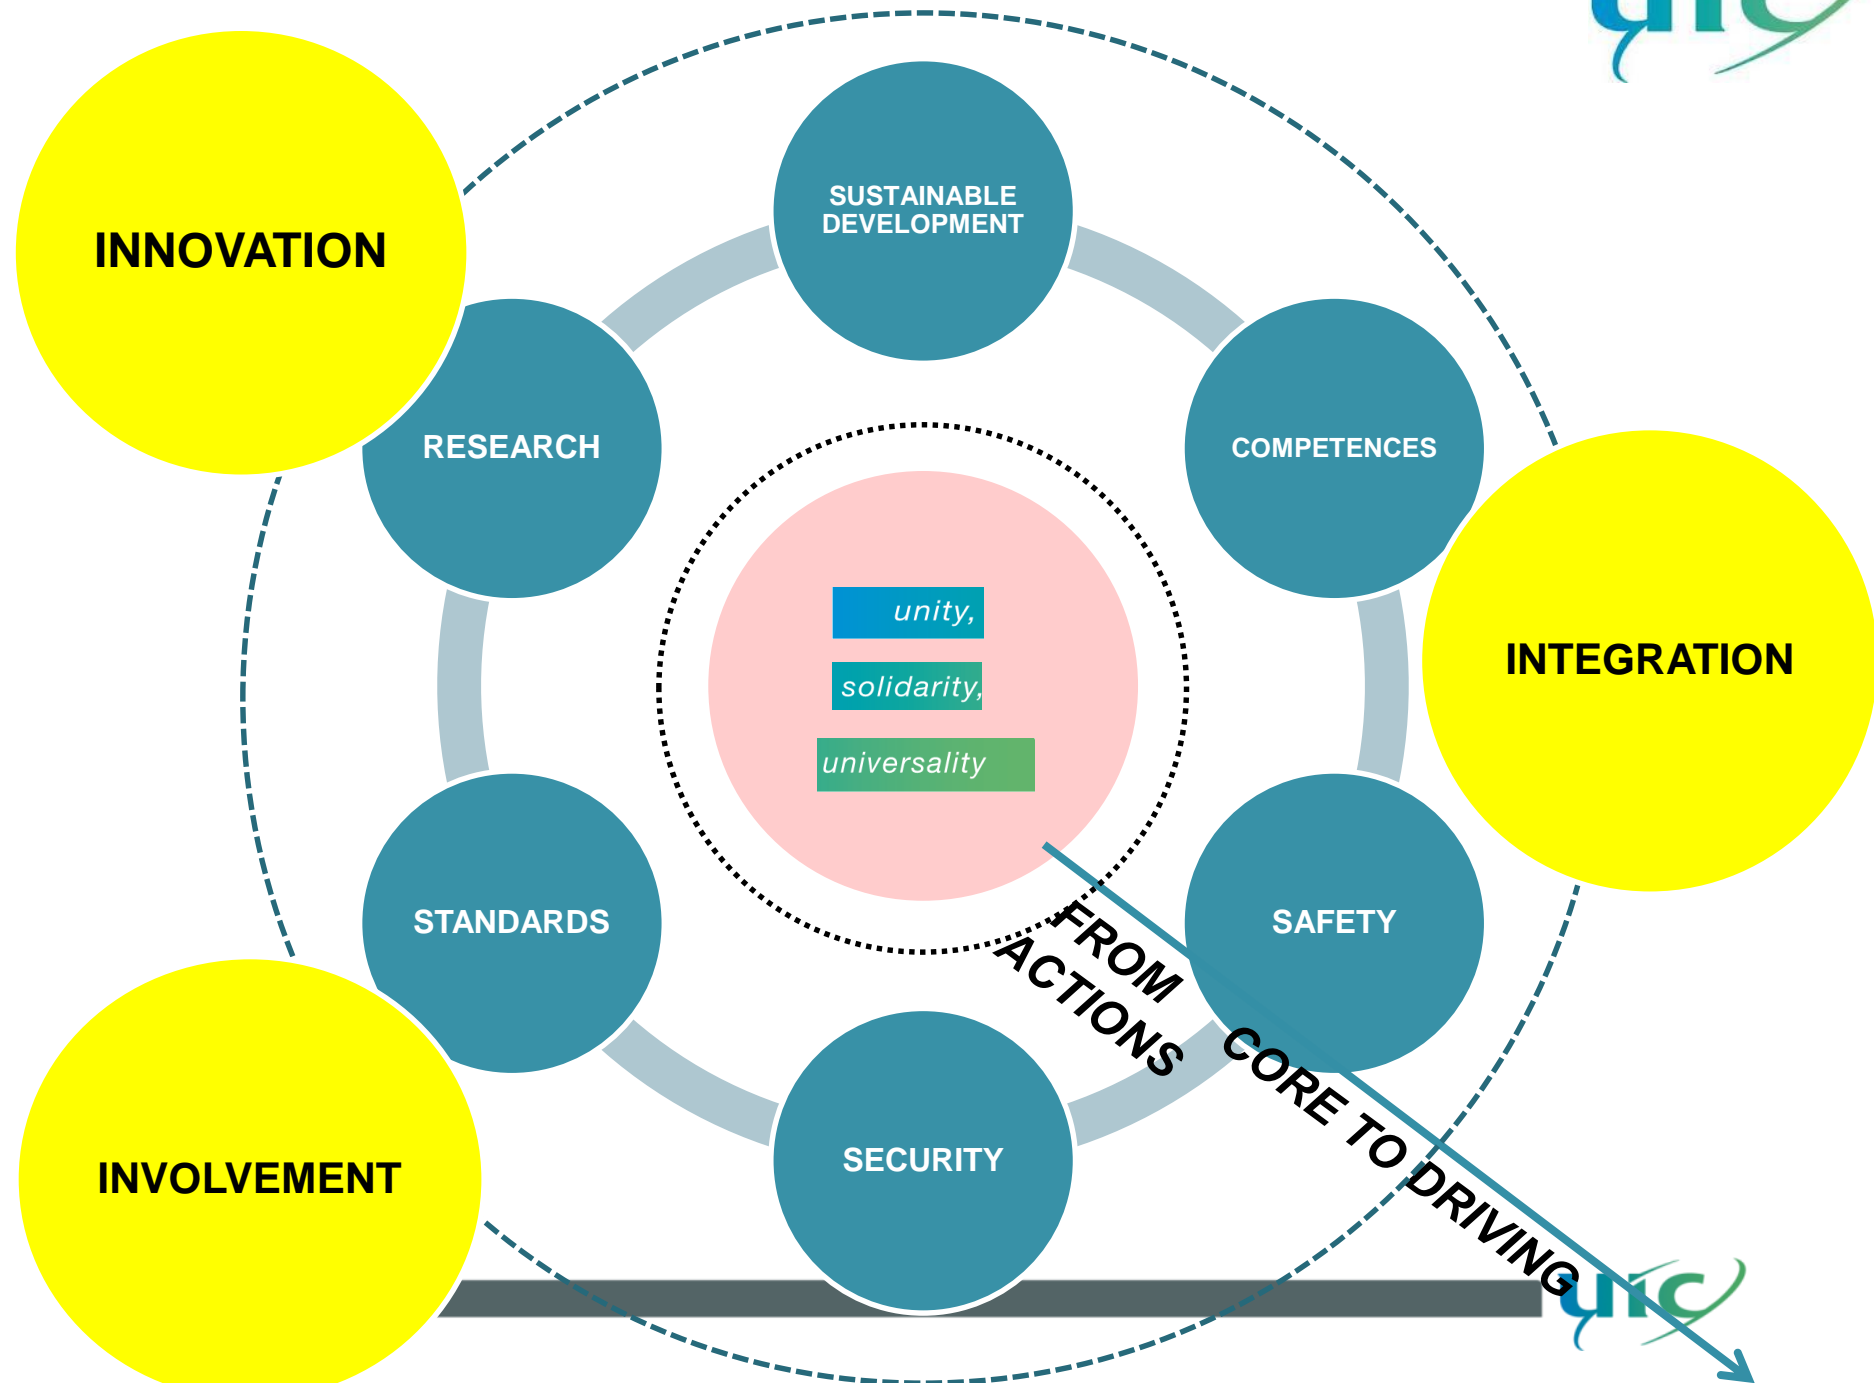 uic
INNOVATION
SUSTAINABLE
DEVELOPMENT
RESEARCH
COMPETENCES
unity,
solidarity,
universality
INTEGRATION
STANDARDS
SAFETY
FROM CORE TO DRIVING
ACTIONS
SECURITY
INVOLVEMENT
uic